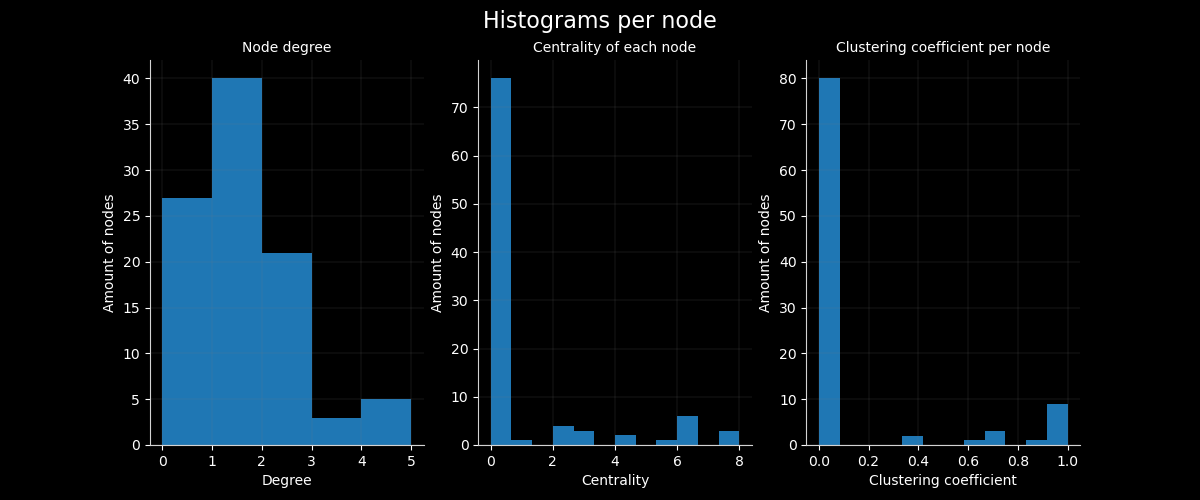 Histograms per node
Node degree
Amount of nodes
40
35
30
25
20
15
10
5
0
0 1 2 3 4 5
Degree
Centrality of each node
Amount of nodes
70
60
50
40
30
20
10
0
0 2 4 6 8
Centrality
Clustering coefficient per node
Amount of nodes
80
70
60
50
40
30
20
10
0
0.0 0.2 0.4 0.6 0.8 1.0
Clustering coefficient